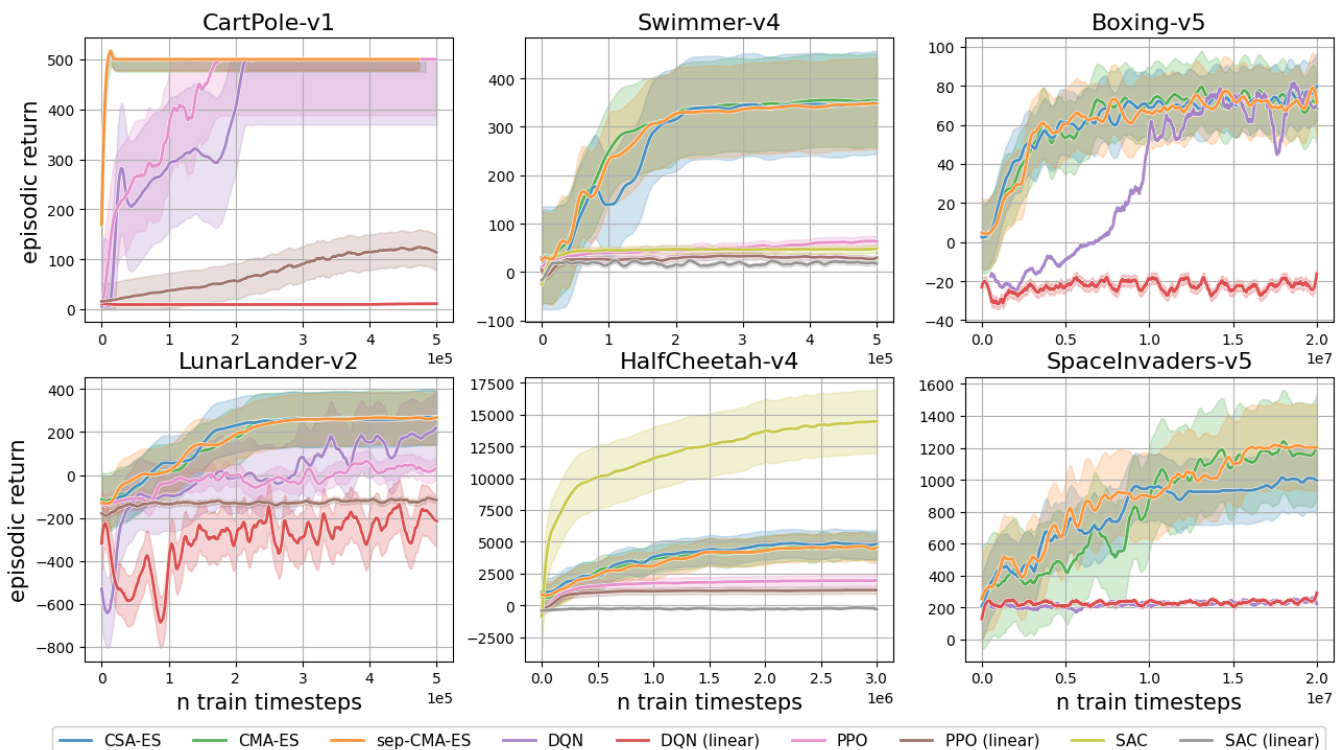 CartPole-v1
Swimmer-v4
Boxing-v5
episodic return
500
400
300
200
100
0
0 1 2 3 4 5
1e5
400
300
200
100
0
−100
0 1 2 3 4 5
1e5
100
80
60
40
20
0
−20
−40
0.0 0.5 1.0 1.5 2.0
1e7
LunarLander-v2
HalfCheetah-v4
SpaceInvaders-v5
episodic return
400
200
0
−200
−400
−600
−800
0 1 2 3 4 5
1e5
n train timesteps
17500
15000
12500
10000
7500
5000
2500
0
−2500
0.0 0.5 1.0 1.5 2.0 2.5 3.0
1e6
n train timesteps
1600
1400
1200
1000
800
600
400
200
0
0.0 0.5 1.0 1.5 2.0
1e7
n train timesteps
CSA-ES CMA-ES sep-CMA-ES DQN DQN (linear) PPO PPO (linear) SAC SAC (linear)